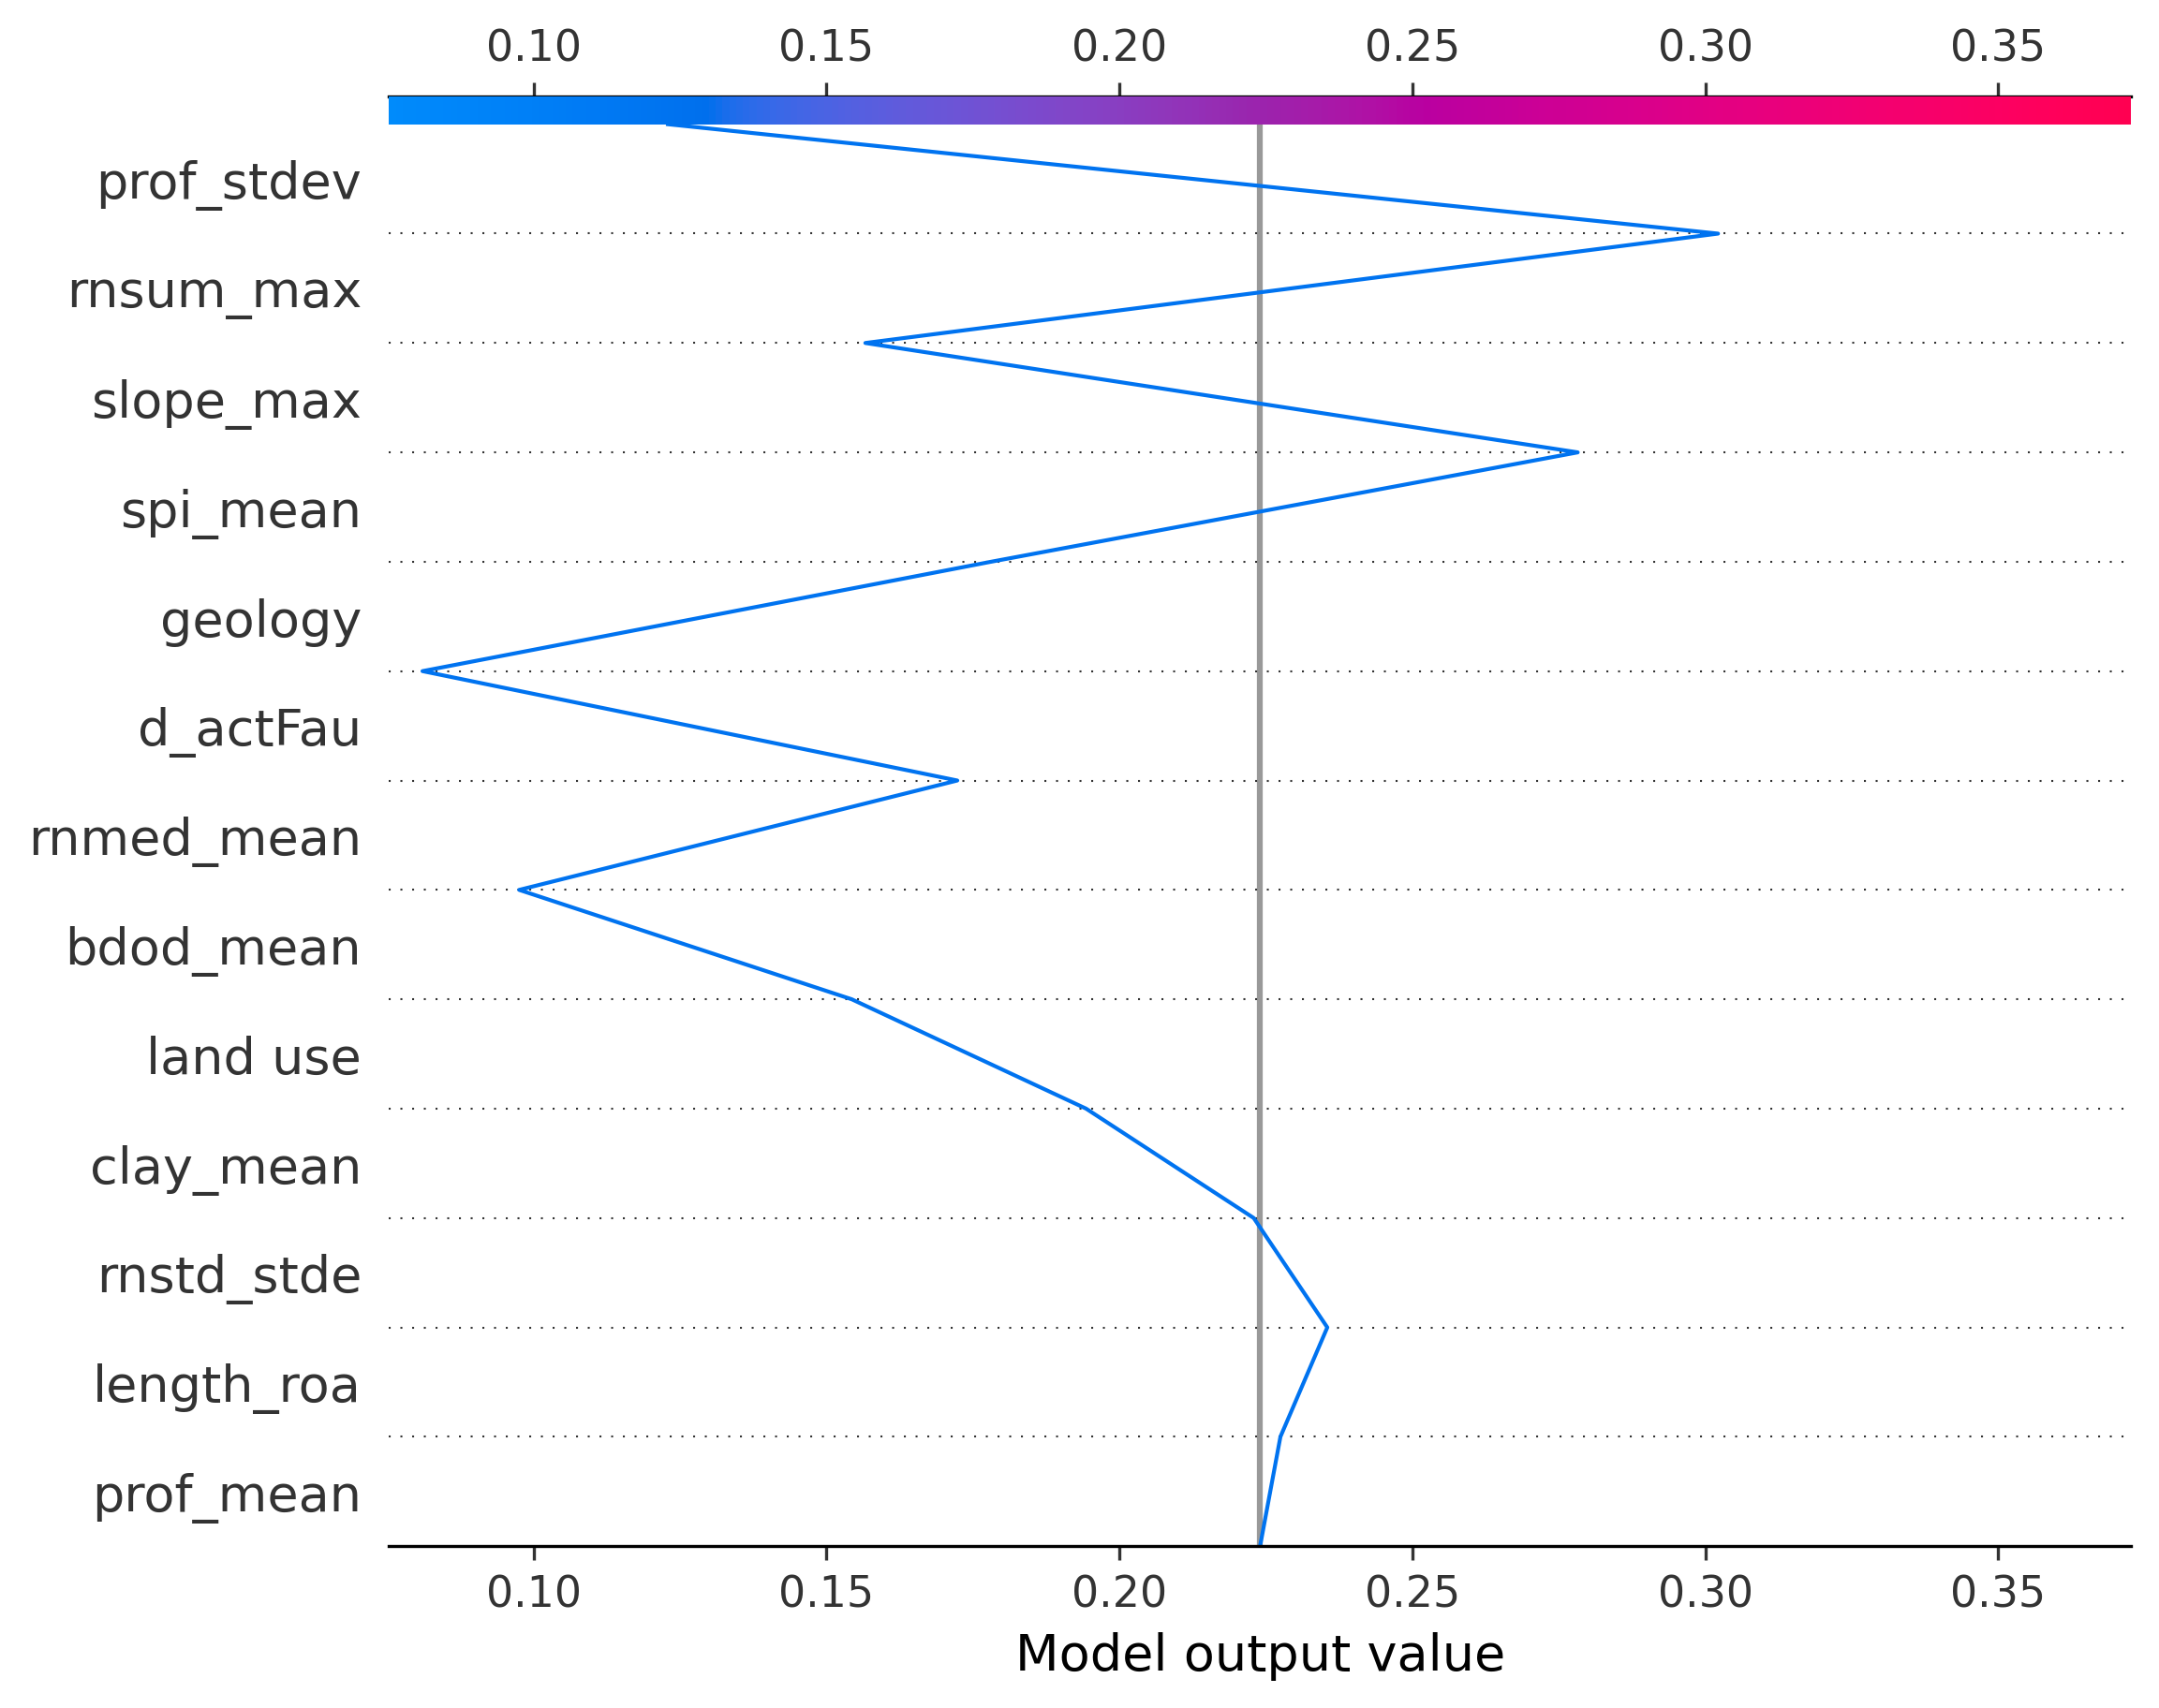 0.10 0.15 0.20 0.25 0.30 0.35
prof_stdev
rnsum_max
slope_max
spi_mean
geology
d_actFau
rnmed_mean
bdod_mean
land use
clay_mean
rnstd_stde
length_roa
prof_mean
0.10 0.15 0.20 0.25 0.30 0.35
Model output value